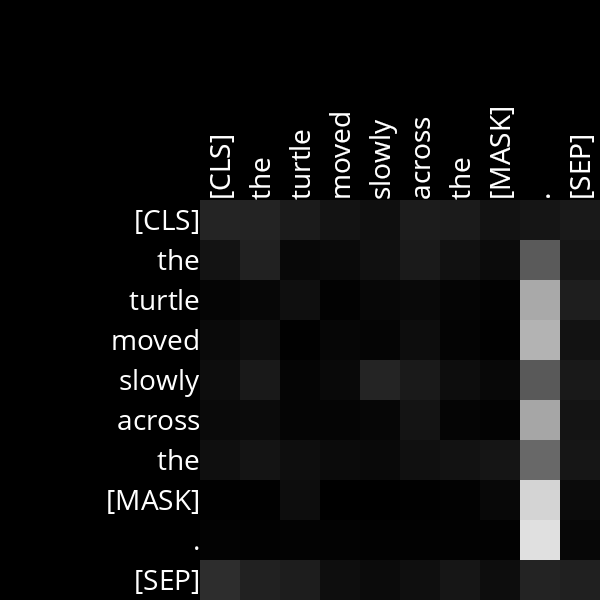 [CLS] the turtle moved slowly across the [MASK] . [SEP]
[CLS]
the
turtle
moved
slowly
across
the
[MASK]
.
[SEP]